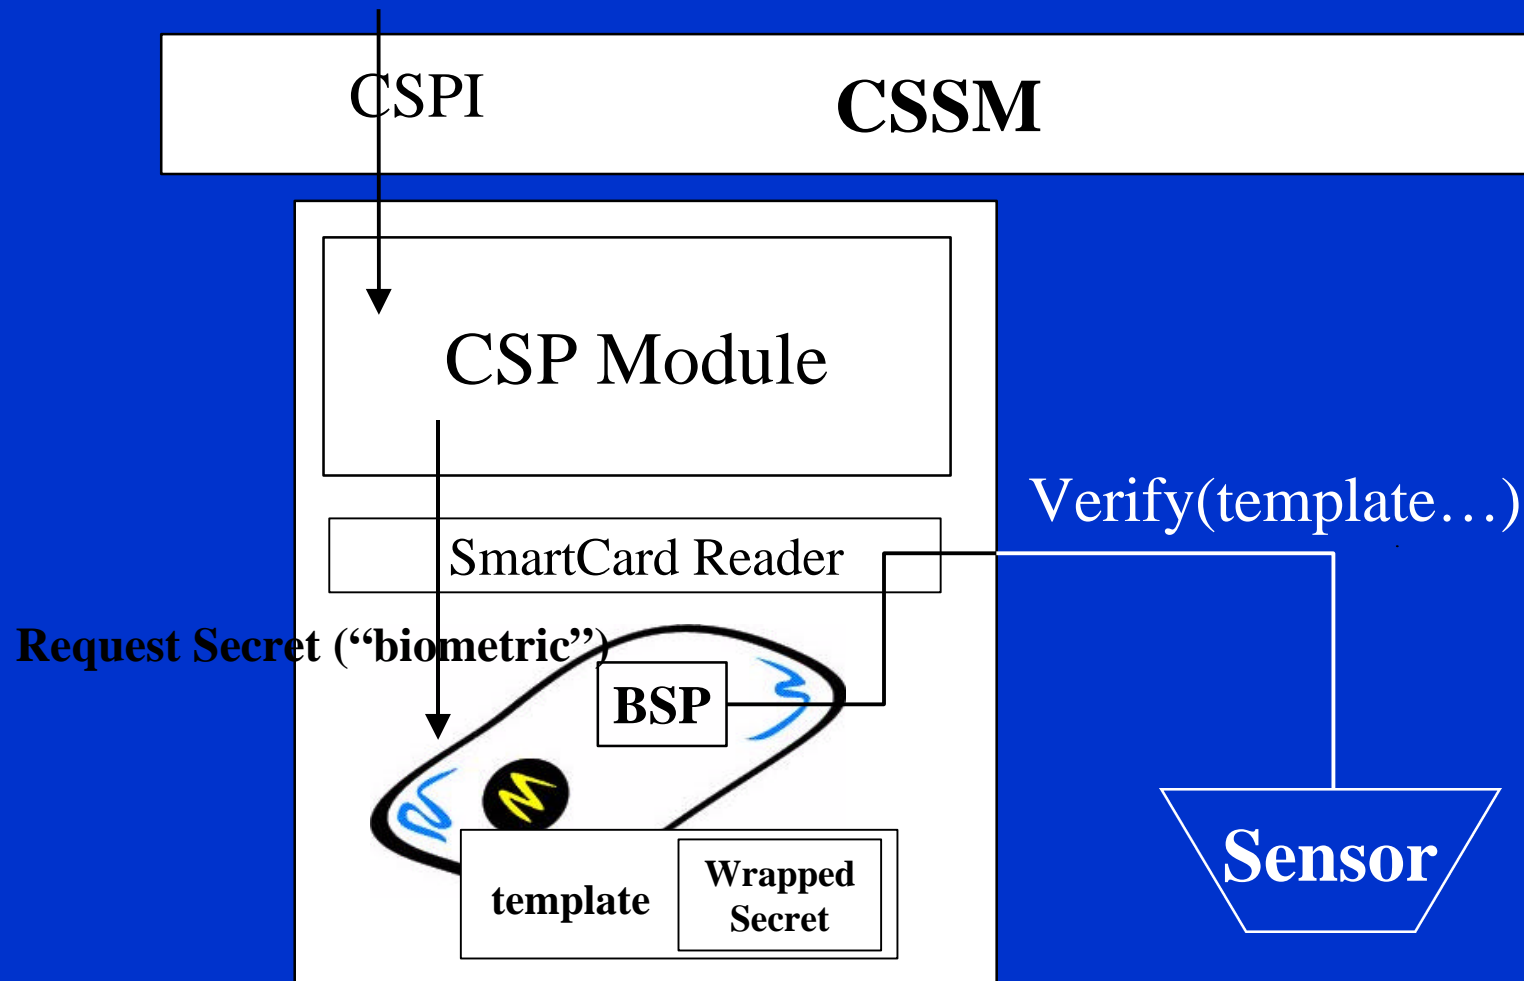 CSPI
CSSM
CSP Module
Verify(template…)
SmartCard Reader
Request Secret (“biometric”)
BSP
Wrapped
Secret
template
Sensor